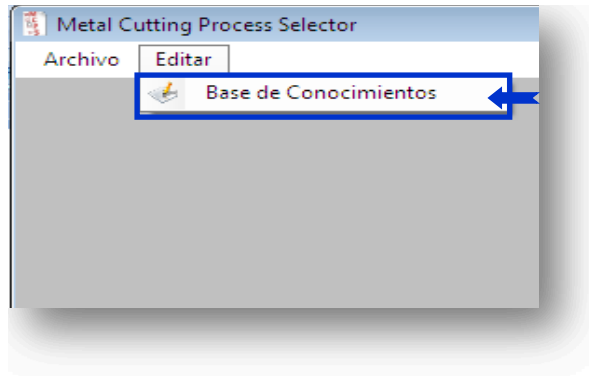 Metal Cutting Process Selector
Archivo Editar
Base de Conocimientos